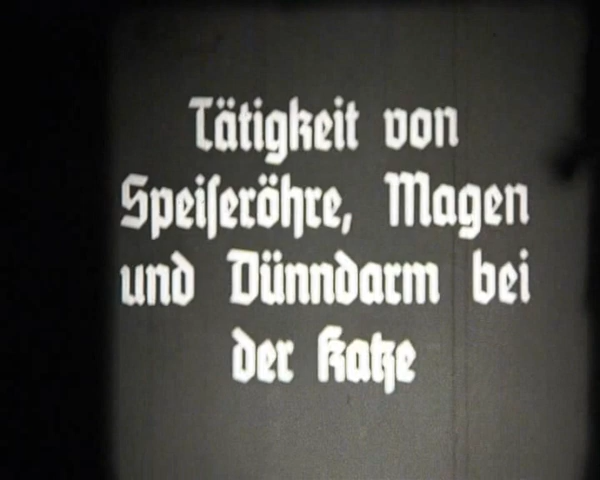 Tätigkeit von
Speiſeröhre, Magen
und Dünndarm bei
der Katze